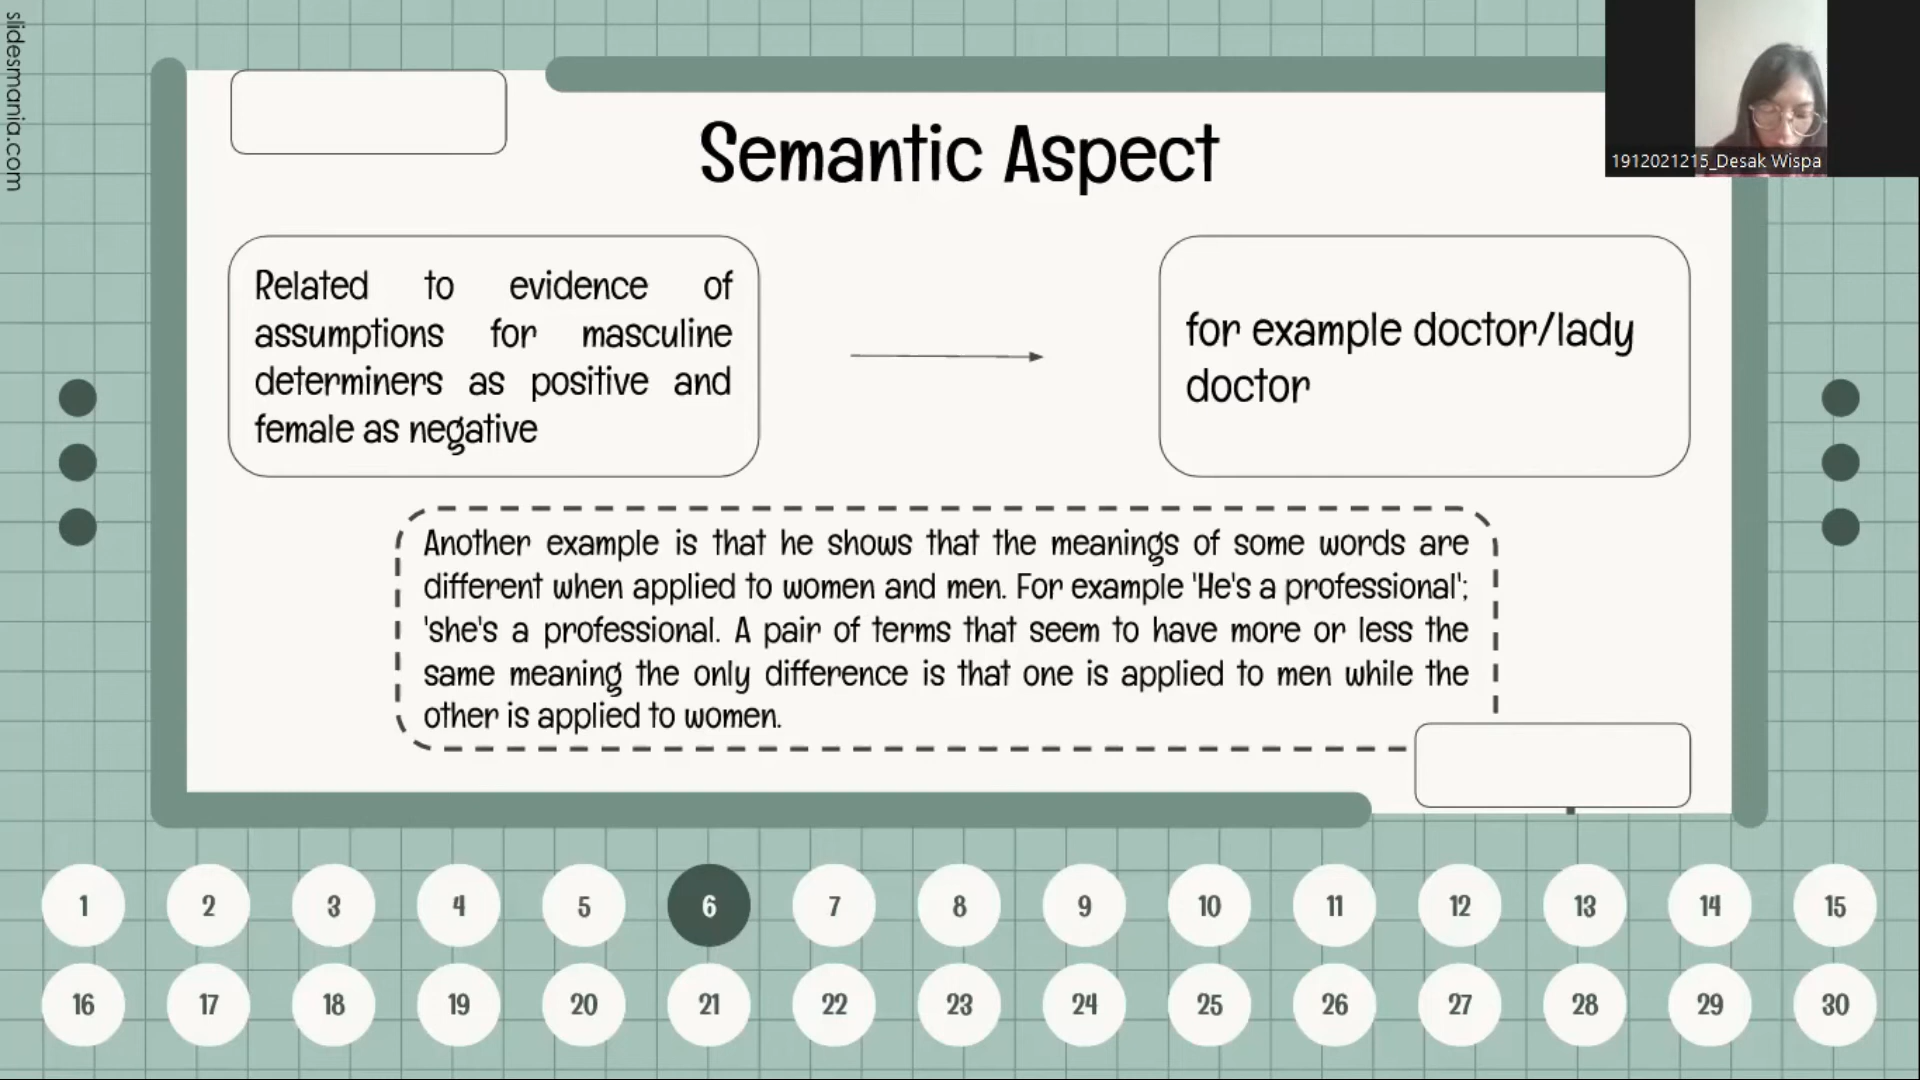 slidesmania.com
1912021215_Desak Wispa
Semantic Aspect
Related to evidence of
assumptions for masculine
determiners as positive and
female as negative
for example doctor/lady
doctor
Another example is that he shows that the meanings of some words are
different when applied to women and men. For example 'He's a professional';
'she's a professional. A pair of terms that seem to have more or less the
same meaning the only difference is that one is applied to men while the
other is applied to women.
1 2 3 4 5 6 7 8 9 10 11 12 13 14 15
16 17 18 19 20 21 22 23 24 25 26 27 28 29 30